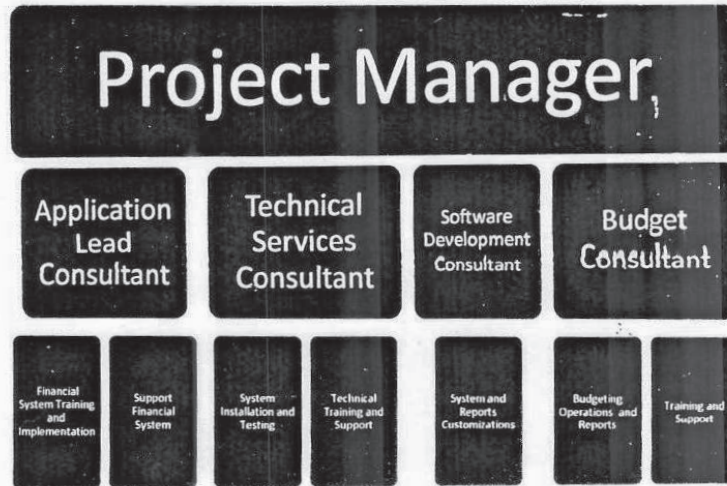 Project Manager,
Application
Lead
Consultant
Technical
Services
Consultant
Software
Development
Consultant
Budget
Consultant
Financial
System Training
and
Implementation
Support
Financial
System
System
Installation and
Testing
Technical
Training and
Support
System and
Reports
Customizations
Budgeting
Operations and
Reports
Training and
Support